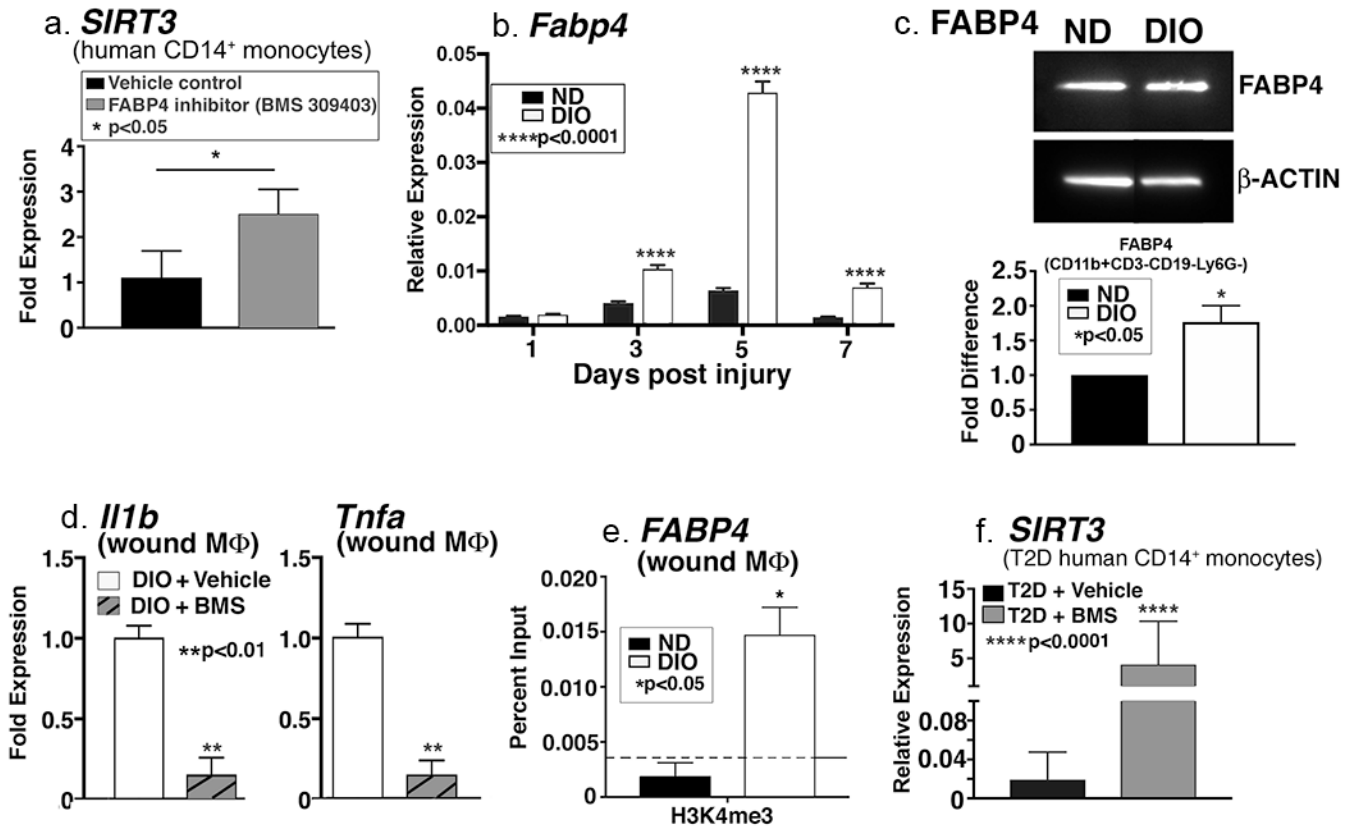 a. SIRT3
(human CD14⁺ monocytes)
Vehicle control
FABP4 inhibitor (BMS 309403)
* p<0.05
Fold Expression
4
3
2
1
0
*
b. Fabp4
ND
DIO
****p<0.0001
Relative Expression
0.05
0.04
0.03
0.02
0.01
0.00
****
****
****
1 3 5 7
Days post injury
c. FABP4 ND DIO
FABP4
β-ACTIN
FABP4
(CD11b+CD3-CD19-Ly6G-)
ND
DIO
*p<0.05
Fold Difference
2.5
2.0
1.5
1.0
0.5
0
*
d. Il1b
(wound MΦ)
DIO + Vehicle
DIO + BMS
**p<0.01
Fold Expression
1.5
1.0
0.5
0
**
Tnfa
(wound MΦ)
1.5
1.0
0.5
0
**
e. FABP4
(wound MΦ)
ND
DIO
*p<0.05
Percent Input
0.020
0.015
0.010
0.005
0
*
H3K4me3
f. SIRT3
(T2D human CD14⁺ monocytes)
T2D + Vehicle
T2D + BMS
****p<0.0001
Relative Expression
15
10
5
0.08
0.04
0
****